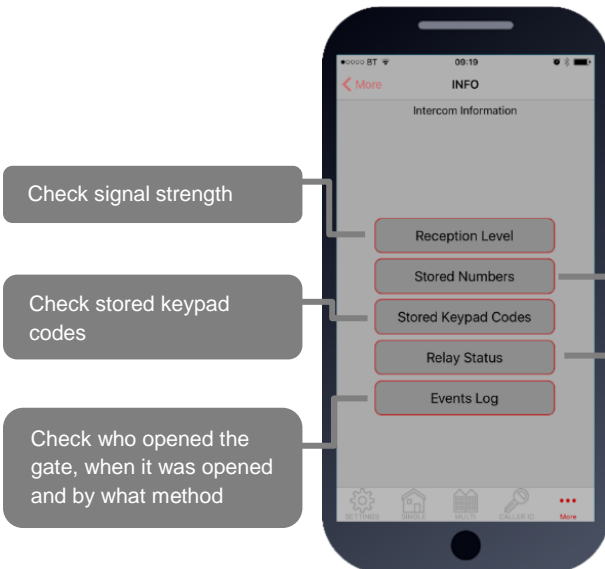 ●○○○○ BT 09:19
More INFO
Intercom Information
Check signal strength
Reception Level
Stored Numbers
Check stored keypad
codes
Stored Keypad Codes
Relay Status
Events Log
Check who opened the
gate, when it was opened
and by what method
SETTINGS SINGLE MULTI CALLER ID More